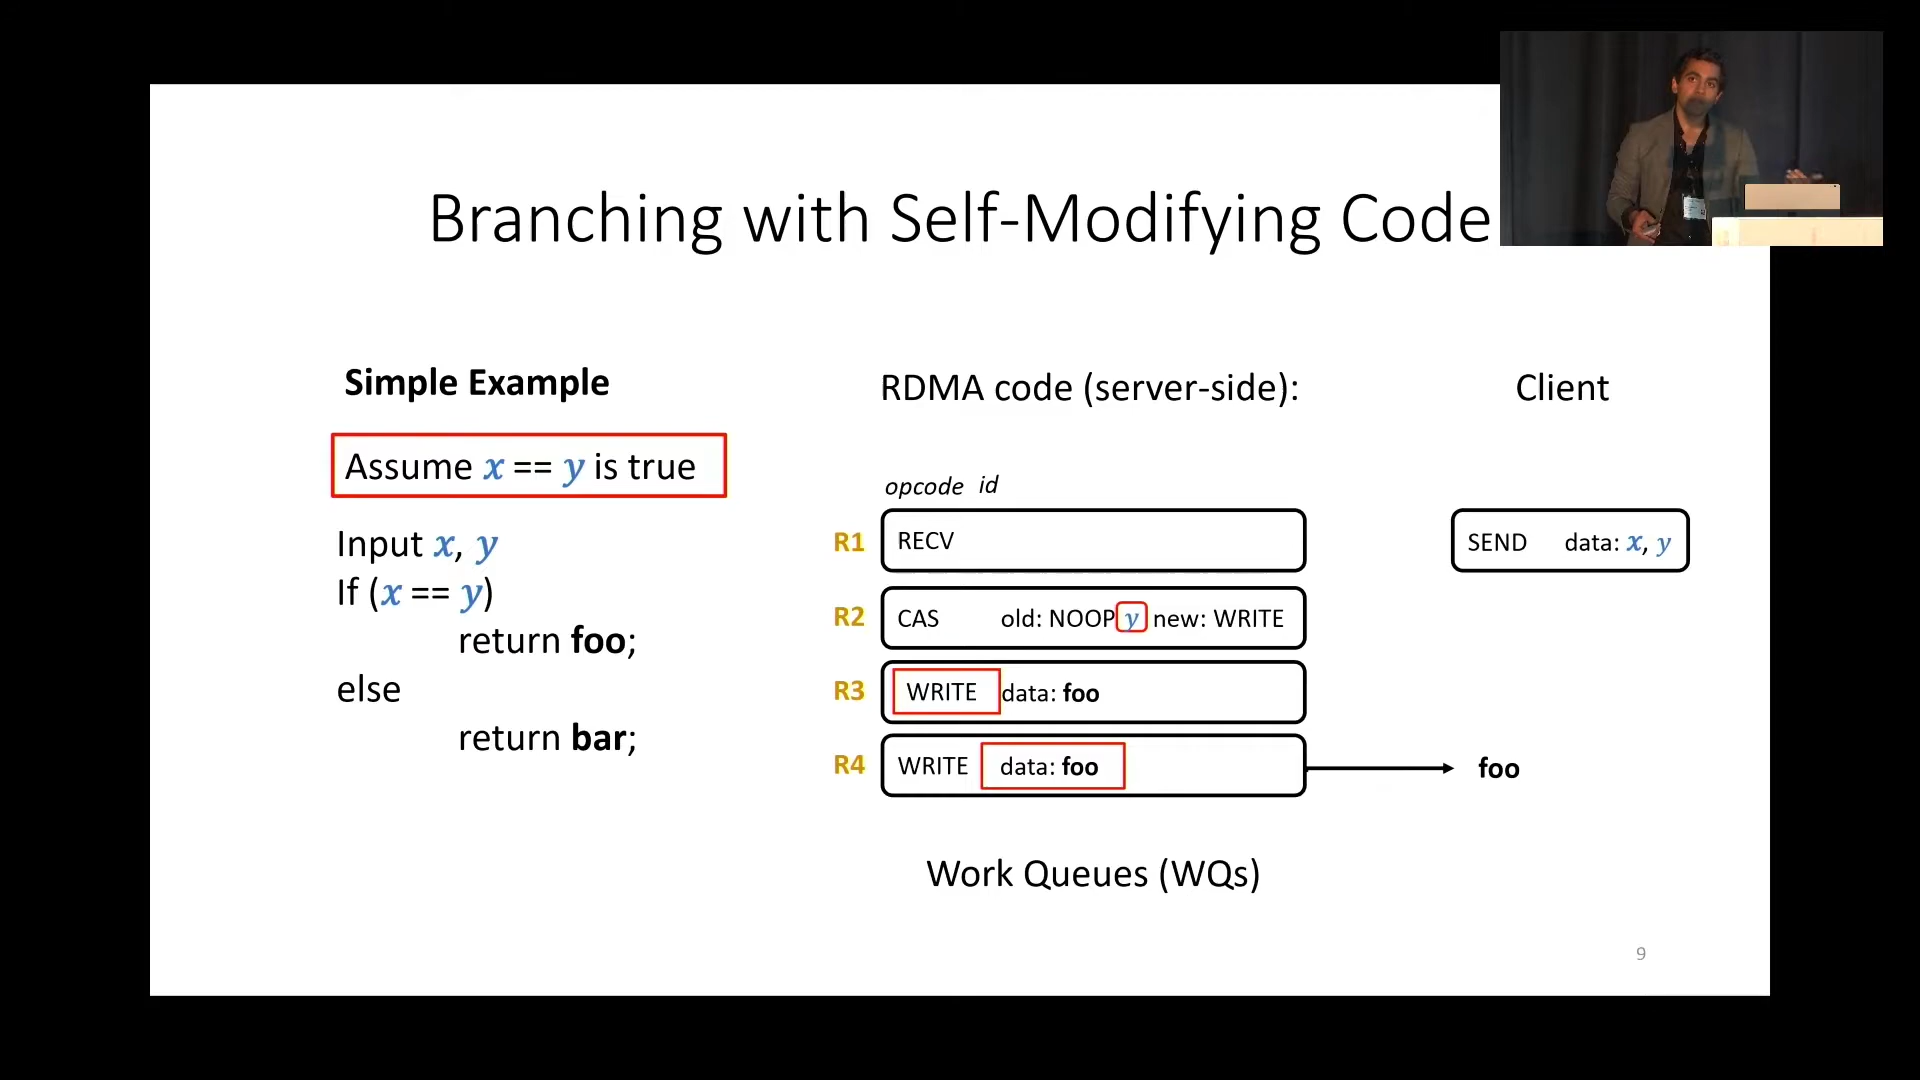 Branching with Self-Modifying Code
Simple Example
Assume x == y is true
Input x, y
If (x == y)
return foo;
else
return bar;
RDMA code (server-side):
opcode id
R1 RECV
R2 CAS old: NOOP y new: WRITE
R3 WRITE data: foo
R4 WRITE data: foo
foo
Work Queues (WQs)
Client
SEND data: x, y
9